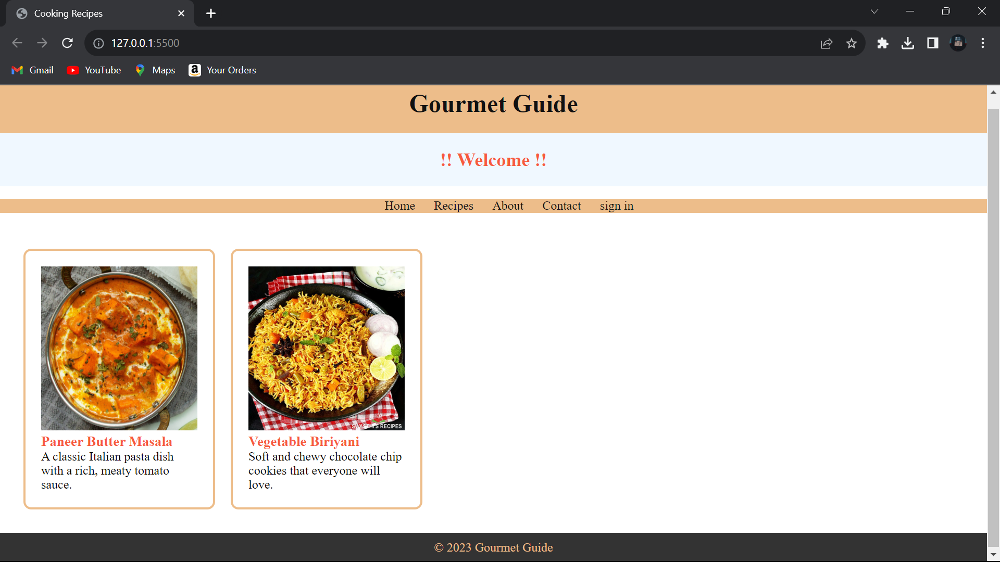 Cooking Recipes
127.0.0.1:5500
Gmail YouTube Maps a Your Orders
Gourmet Guide
!! Welcome !!
Home Recipes About Contact sign in
SWASTHI'S RECIPES
Paneer Butter Masala
A classic Italian pasta dish
with a rich, meaty tomato
sauce.
Vegetable Biriyani
Soft and chewy chocolate chip
cookies that everyone will
love.
© 2023 Gourmet Guide